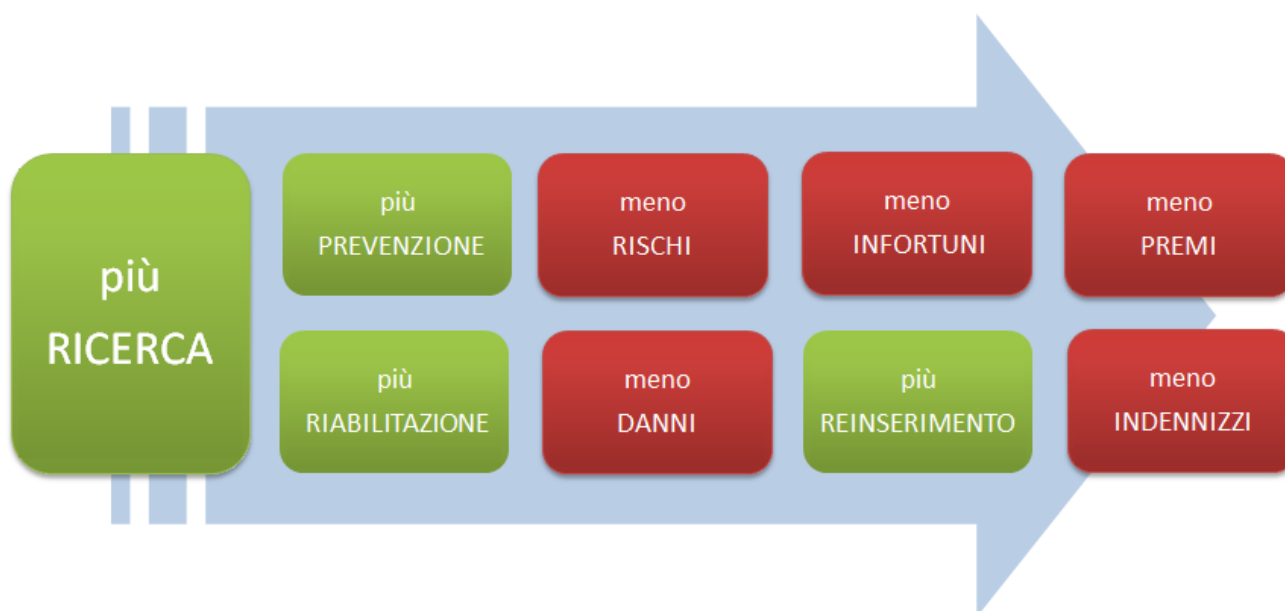 più
RICERCA
più
PREVENZIONE
meno
RISCHI
meno
INFORTUNI
meno
PREMI
più
RIABILITAZIONE
meno
DANNI
più
REINSERIMENTO
meno
INDENNIZZI